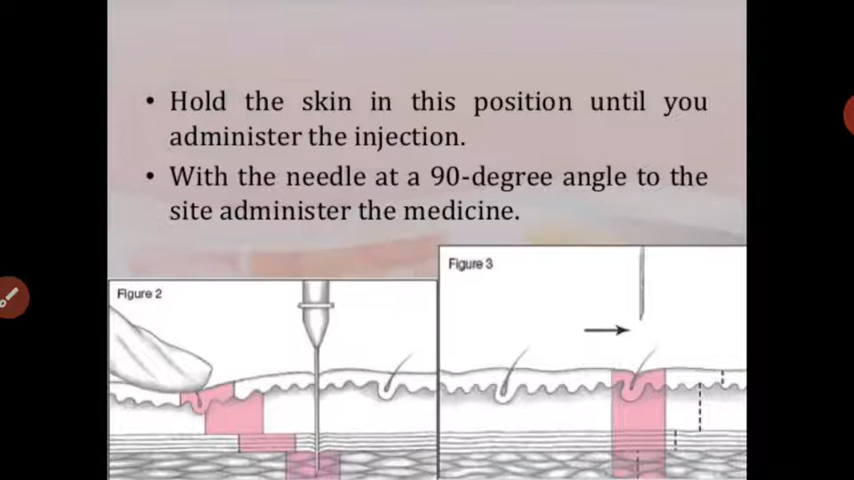 • Hold the skin in this position until you
administer the injection.
• With the needle at a 90-degree angle to the
site administer the medicine.
Figure 2
Figure 3